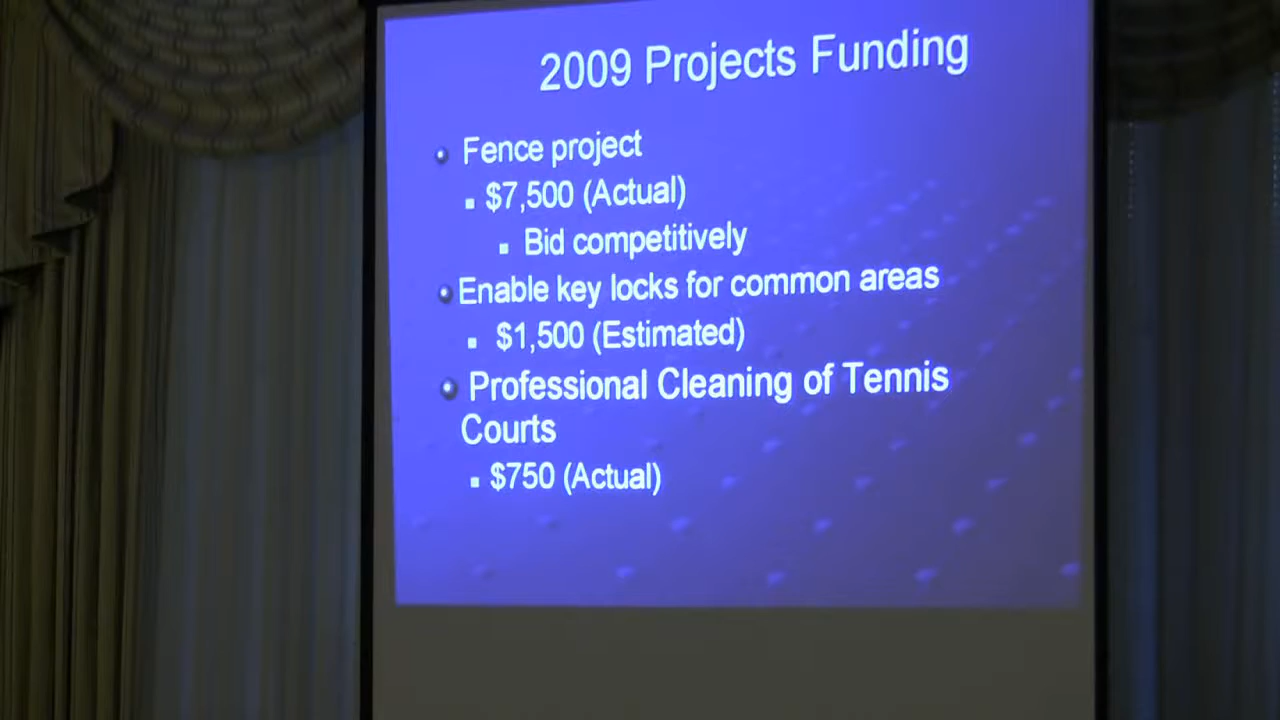 2009 Projects Funding
Fence project
$7,500 (Actual)
Bid competitively
Enable key locks for common areas
$1,500 (Estimated)
Professional Cleaning of Tennis
Courts
$750 (Actual)